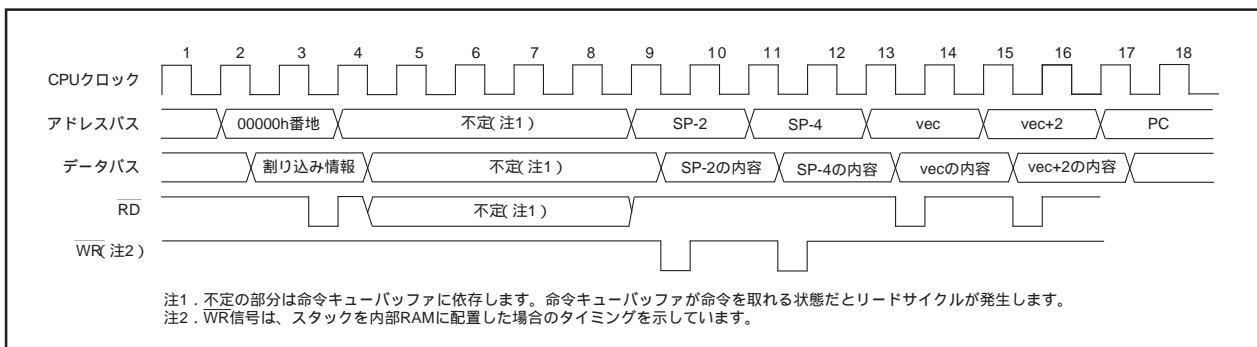 1 2 3 4 5 6 7 8 9 10 11 12 13 14 15 16 17 18
CPUクロック
アドレスバス 00000h番地 不定(注1) SP-2 SP-4 vec vec+2 PC
データバス 割り込み情報 不定(注1) SP-2の内容 SP-4の内容 vecの内容 vec+2の内容
RD 不定(注1)
WR(注2)
注1．不定の部分は命令キューバッファに依存します。命令キューバッファが命令を取れる状態だとリードサイクルが発生します。
注2．WR信号は、スタックを内部RAMに配置した場合のタイミングを示しています。